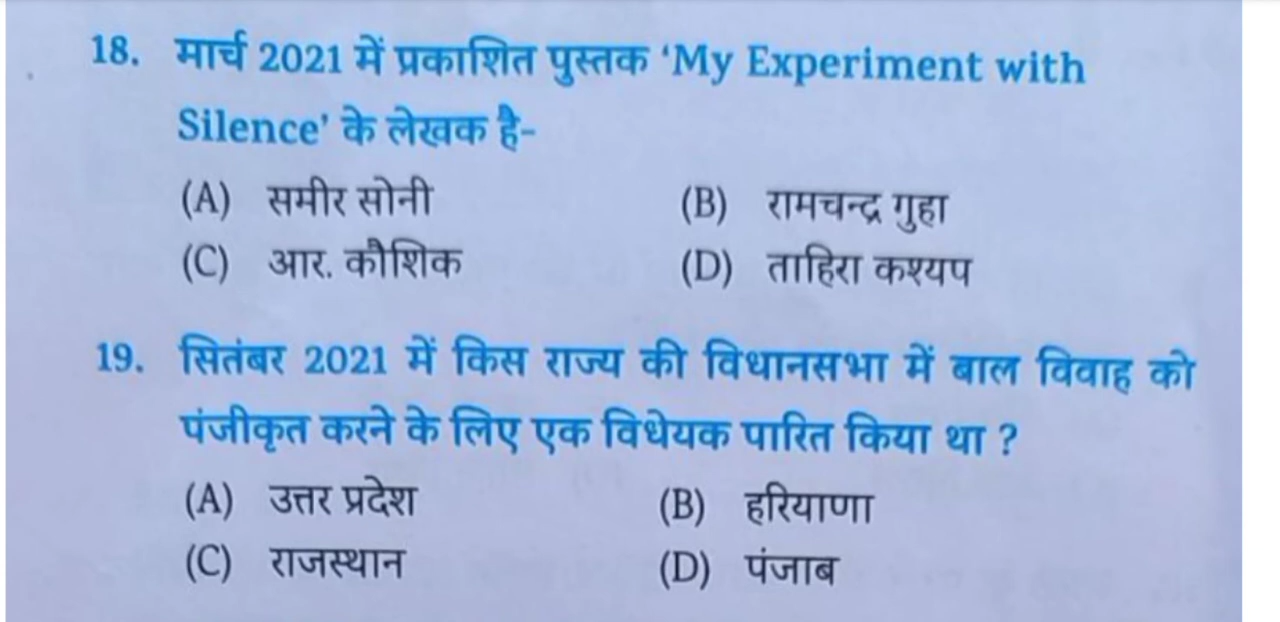 18. मार्च 2021 में प्रकाशित पुस्तक ‘My Experiment with
Silence’ के लेखक है-
(A) समीर सोनी (B) रामचन्द्र गुहा
(C) आर. कौशिक (D) ताहिरा कश्यप
19. सितंबर 2021 में किस राज्य की विधानसभा में बाल विवाह को
पंजीकृत करने के लिए एक विधेयक पारित किया था ?
(A) उत्तर प्रदेश (B) हरियाणा
(C) राजस्थान (D) पंजाब